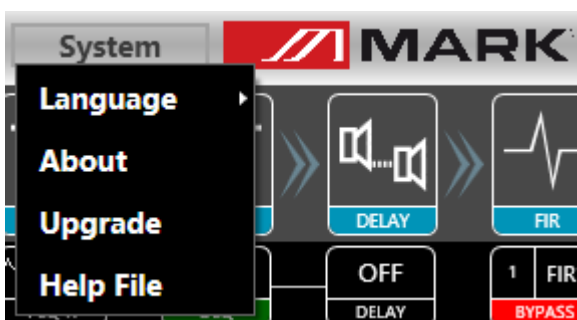 System
MARK
Language
About
Upgrade
Help File
DELAY
FIR
OFF
DELAY
1
FIR
BYPASS